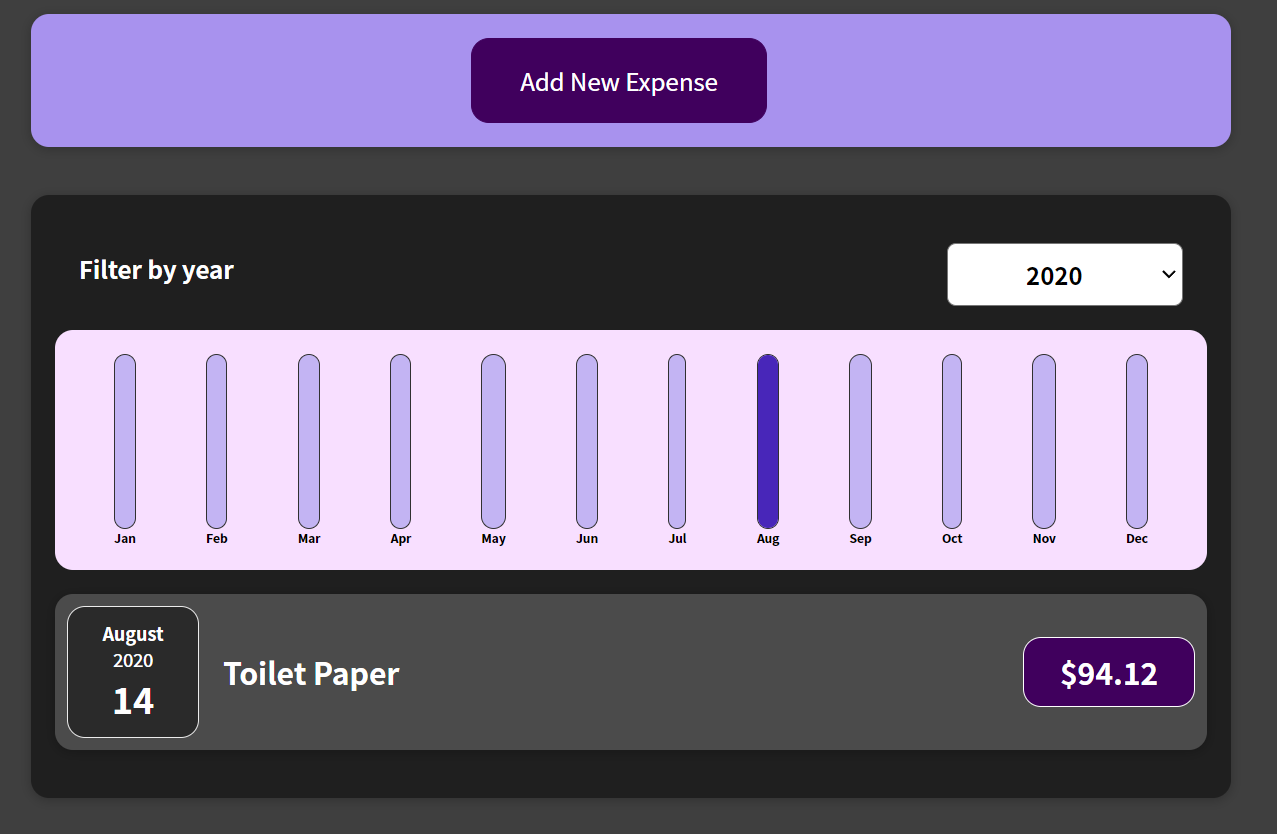 Add New Expense
Filter by year
2020
Jan Feb Mar Apr May Jun Jul Aug Sep Oct Nov Dec
August
2020
14
Toilet Paper
$94.12